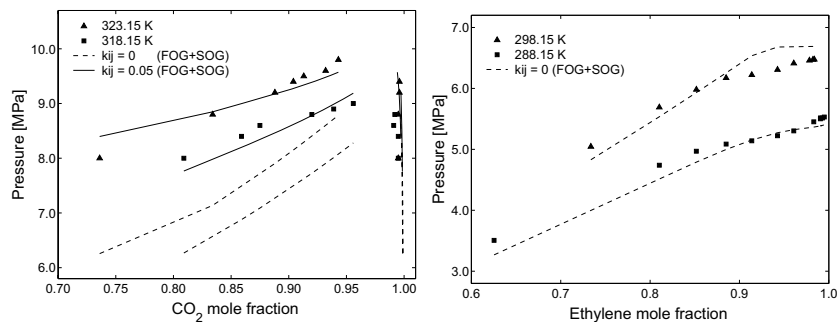 323.15 K
318.15 K
kij = 0 (FOG+SOG)
kij = 0.05 (FOG+SOG)
Pressure [MPa]
10.0
9.0
8.0
7.0
6.0
0.70 0.75 0.80 0.85 0.90 0.95 1.00
CO2 mole fraction
298.15 K
288.15 K
kij = 0 (FOG+SOG)
Pressure [MPa]
7.0
6.0
5.0
4.0
3.0
0.6 0.7 0.8 0.9 1.0
Ethylene mole fraction